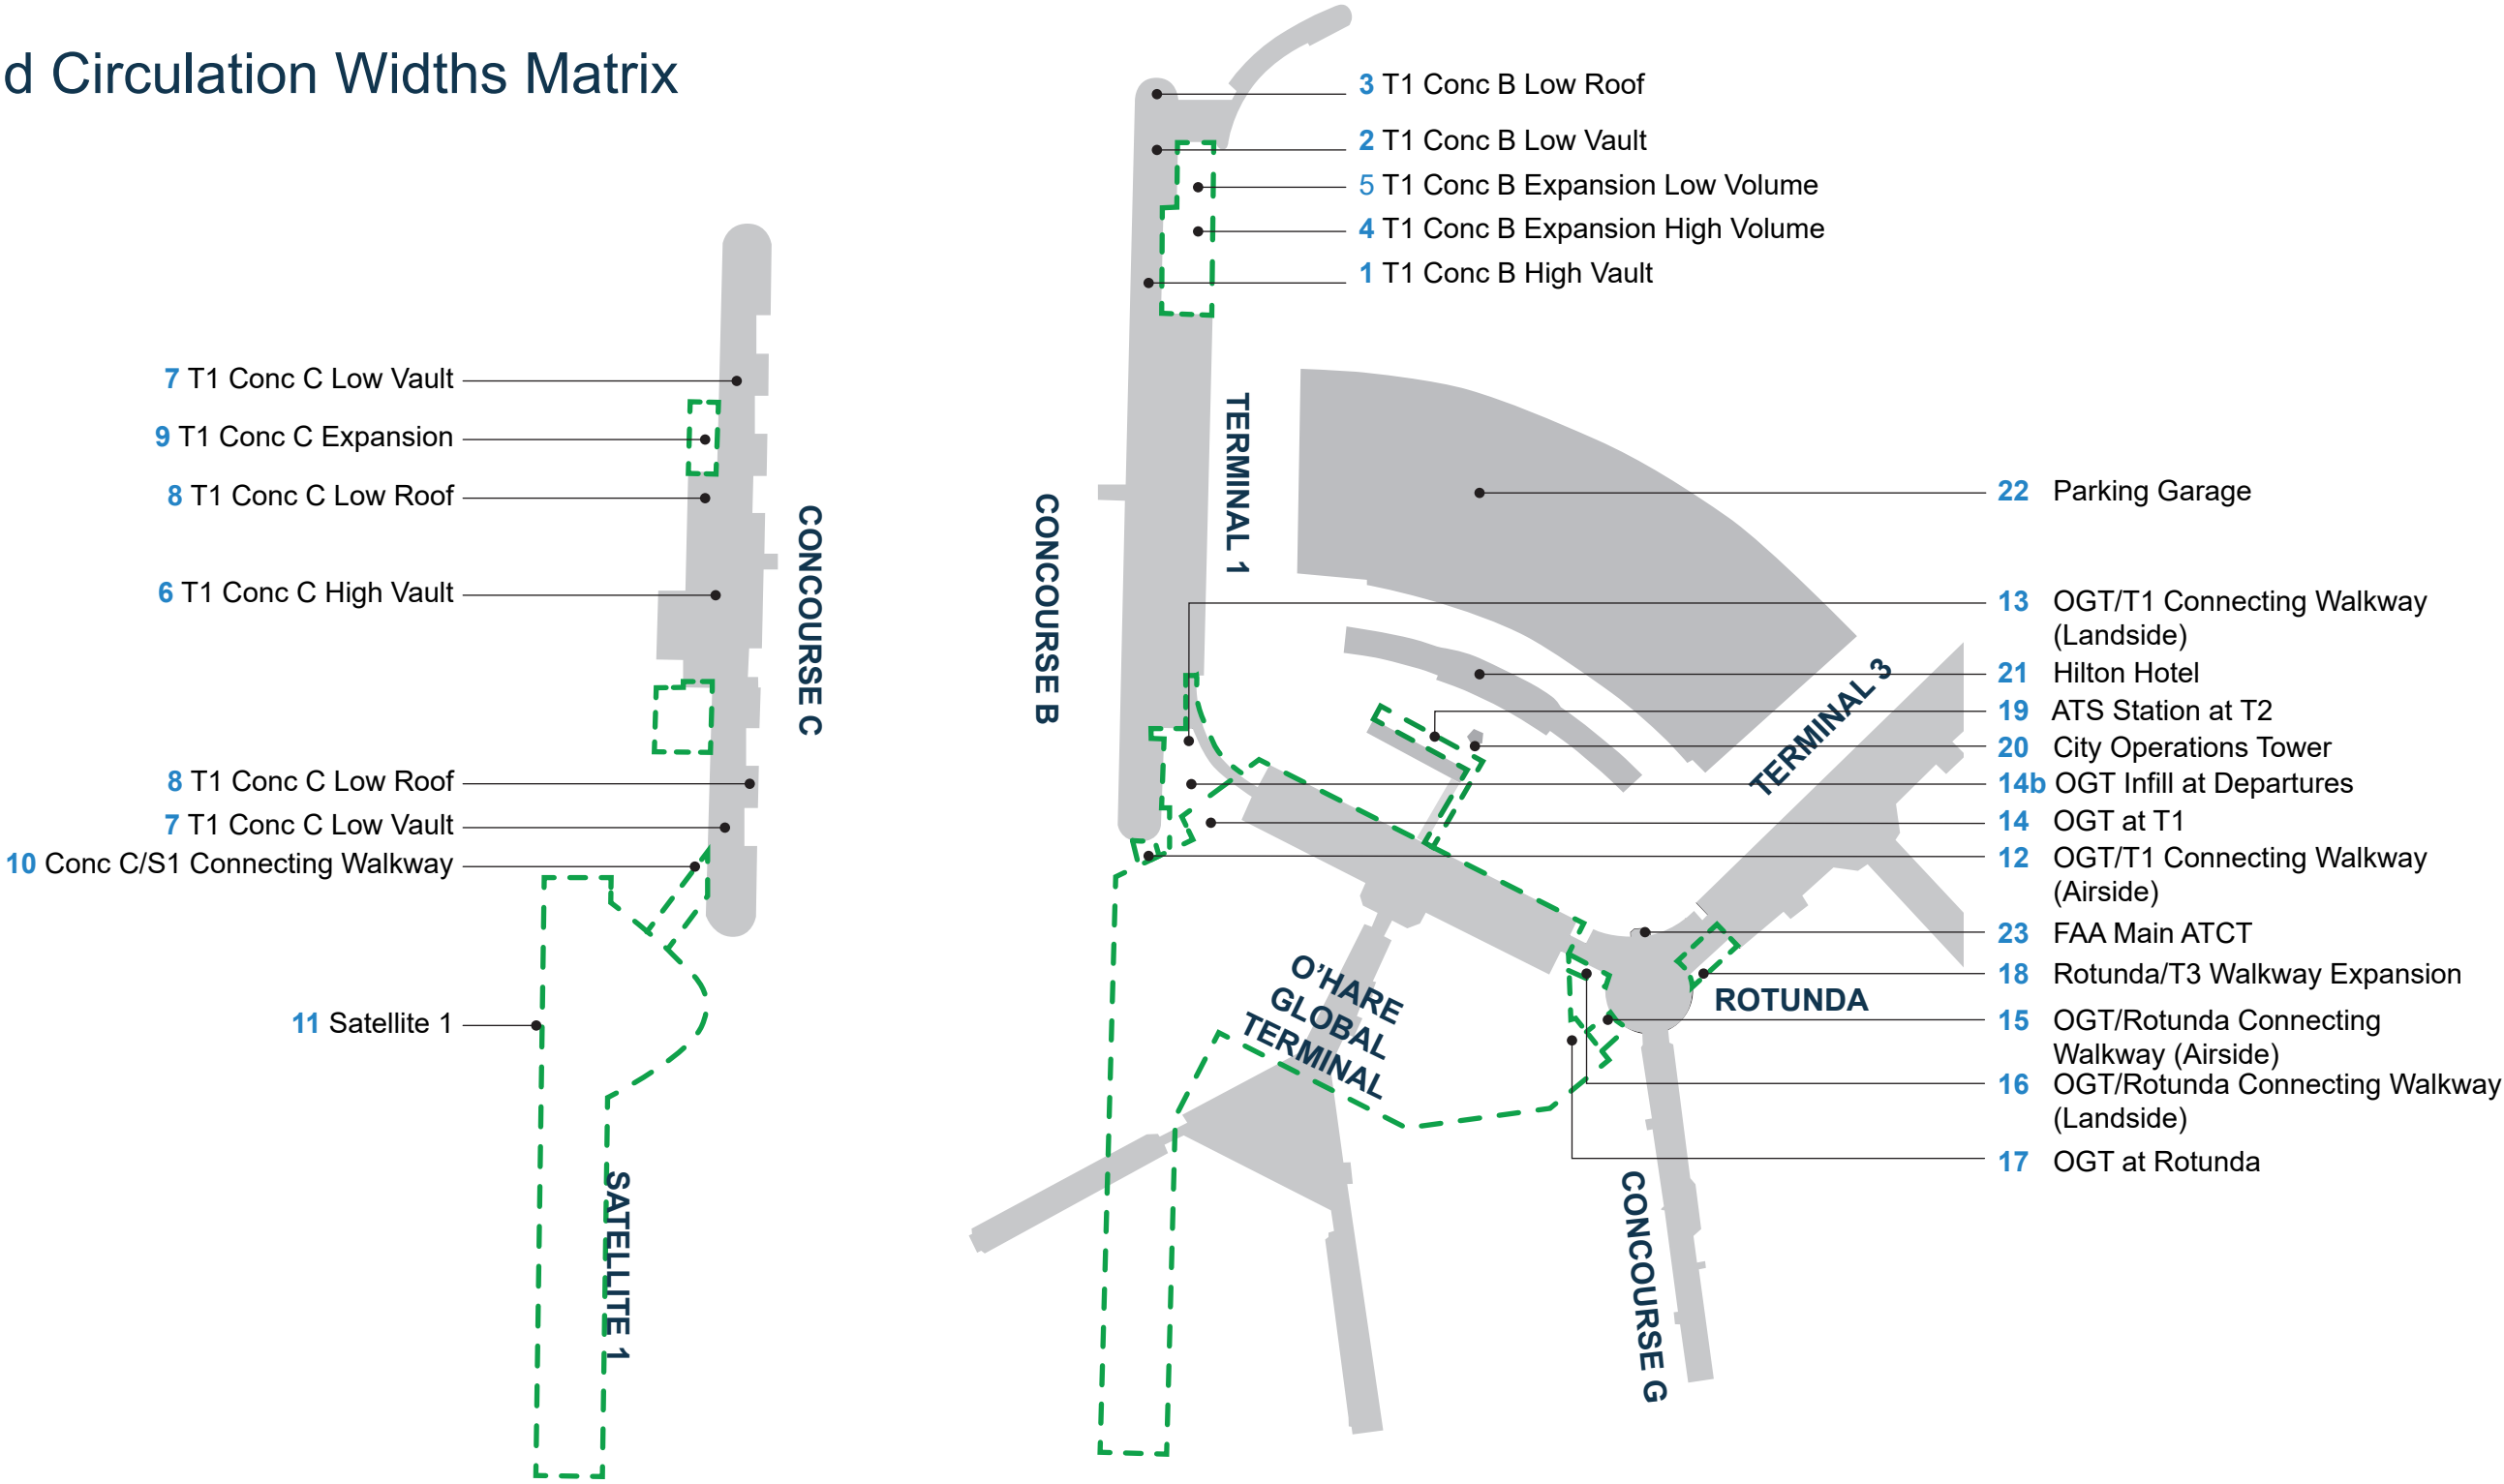 d Circulation Widths Matrix
3 T1 Conc B Low Roof
2 T1 Conc B Low Vault
5 T1 Conc B Expansion Low Volume
4 T1 Conc B Expansion High Volume
1 T1 Conc B High Vault
7 T1 Conc C Low Vault
9 T1 Conc C Expansion
8 T1 Conc C Low Roof
6 T1 Conc C High Vault
8 T1 Conc C Low Roof
7 T1 Conc C Low Vault
10 Conc C/S1 Connecting Walkway
11 Satellite 1
CONCOURSE C
SATELLITE 1
CONCOURSE B
TERMINAL 1
TERMINAL 3
O’HARE
GLOBAL
TERMINAL
ROTUNDA
CONCOURSE G
22 Parking Garage
13 OGT/T1 Connecting Walkway
(Landside)
21 Hilton Hotel
19 ATS Station at T2
20 City Operations Tower
14b OGT Infill at Departures
14 OGT at T1
12 OGT/T1 Connecting Walkway
(Airside)
23 FAA Main ATCT
18 Rotunda/T3 Walkway Expansion
15 OGT/Rotunda Connecting
Walkway (Airside)
16 OGT/Rotunda Connecting Walkway
(Landside)
17 OGT at Rotunda